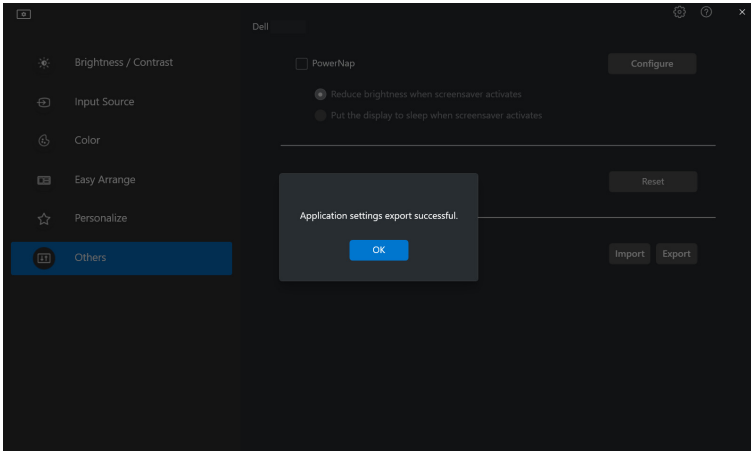 Dell
Brightness / Contrast
Input Source
Color
Easy Arrange
Personalize
Others
PowerNap
Configure
Reduce brightness when screensaver activates
Put the display to sleep when screensaver activates
Reset
Application settings export successful.
OK
Import Export